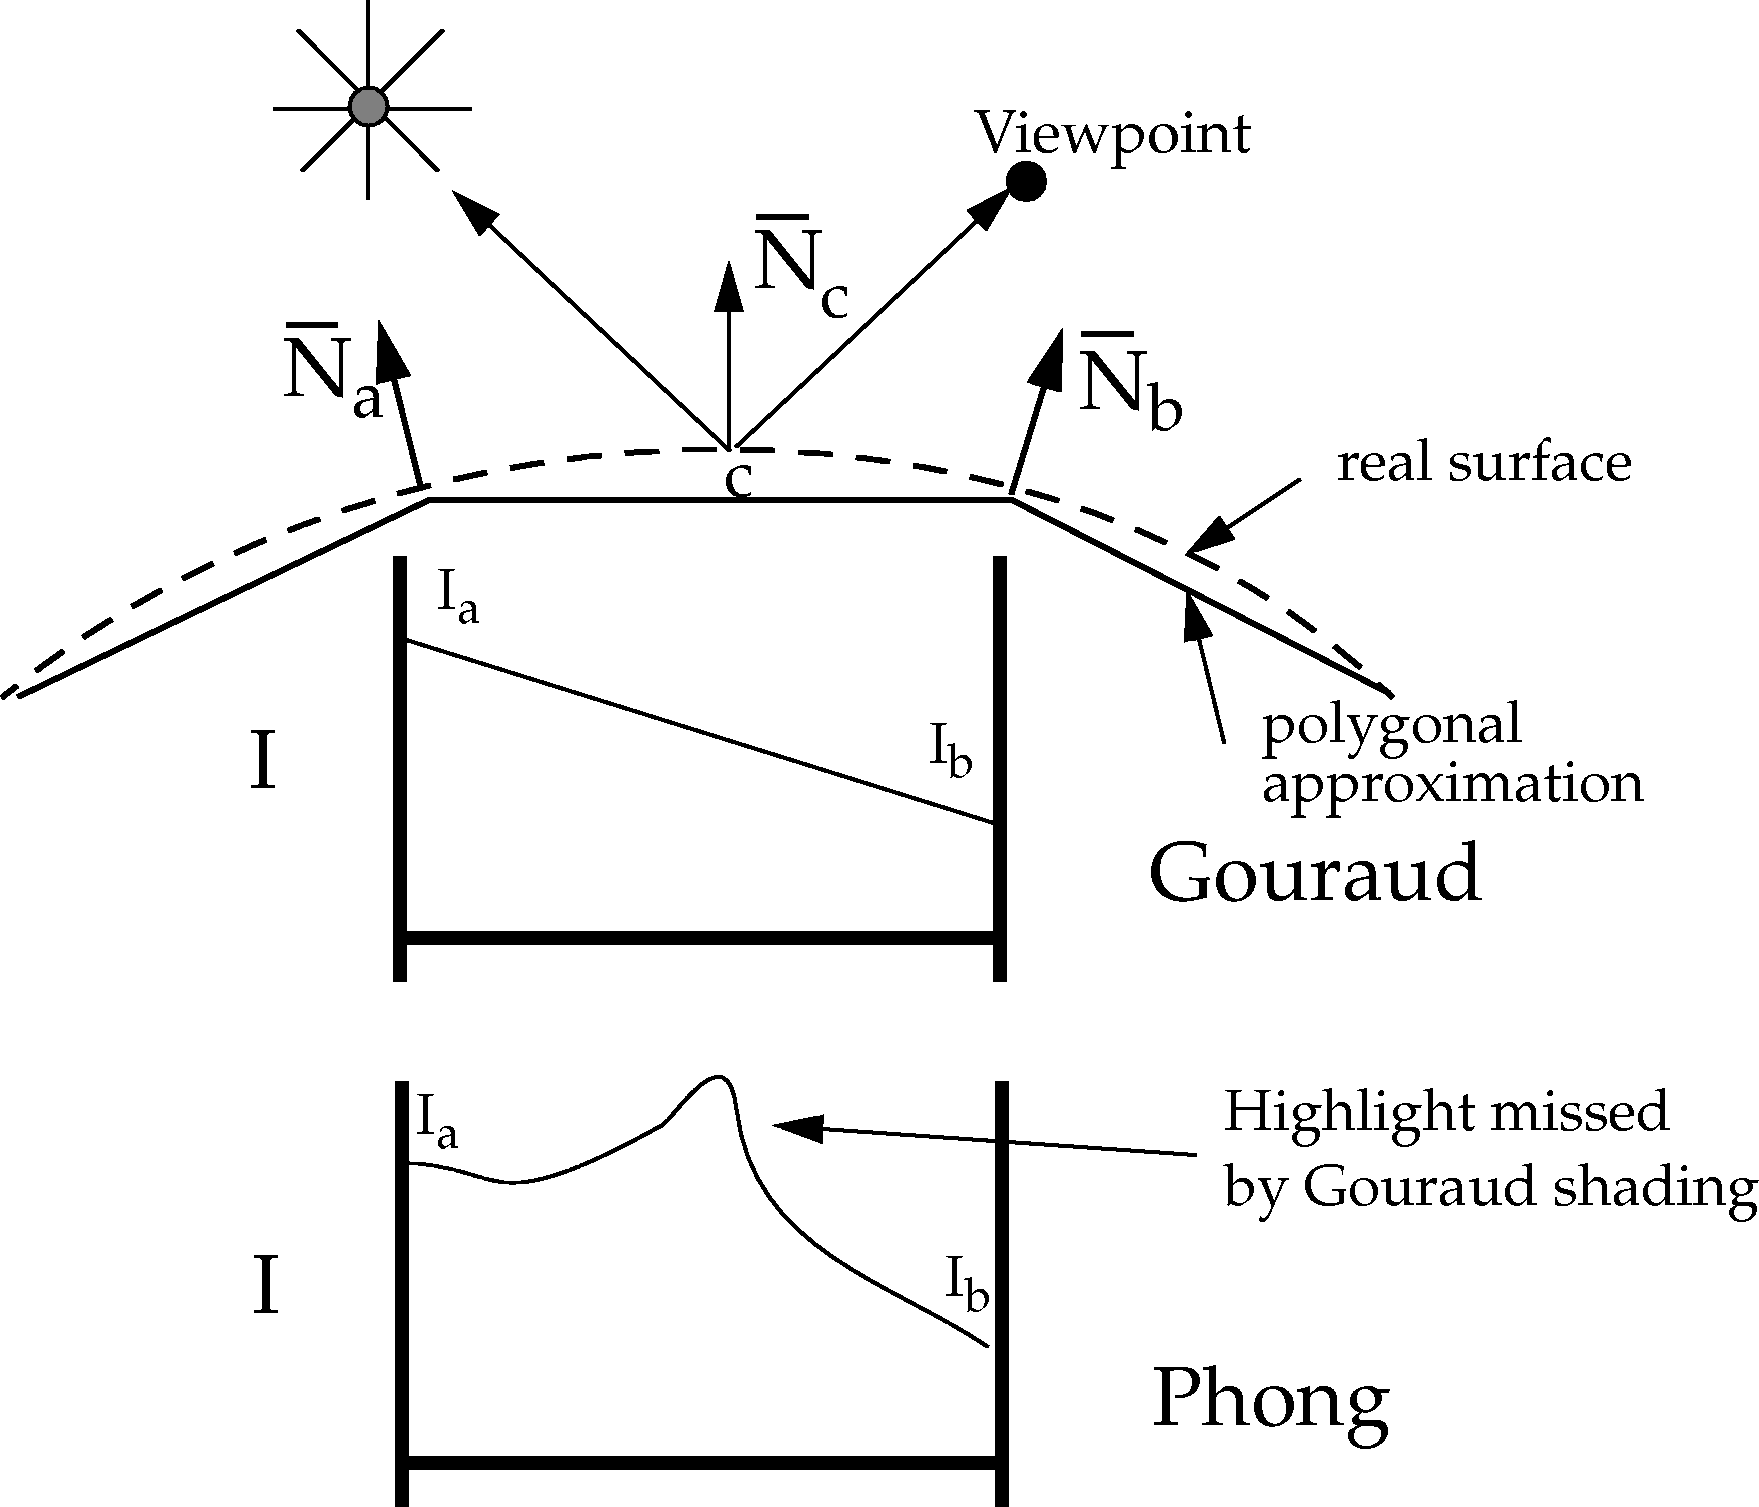 Viewpoint
N̅c
N̅a
N̅b
c
real surface
Ia
Ib
I
polygonal
approximation
Gouraud
Ia
Highlight missed
by Gouraud shading
I
Ib
Phong